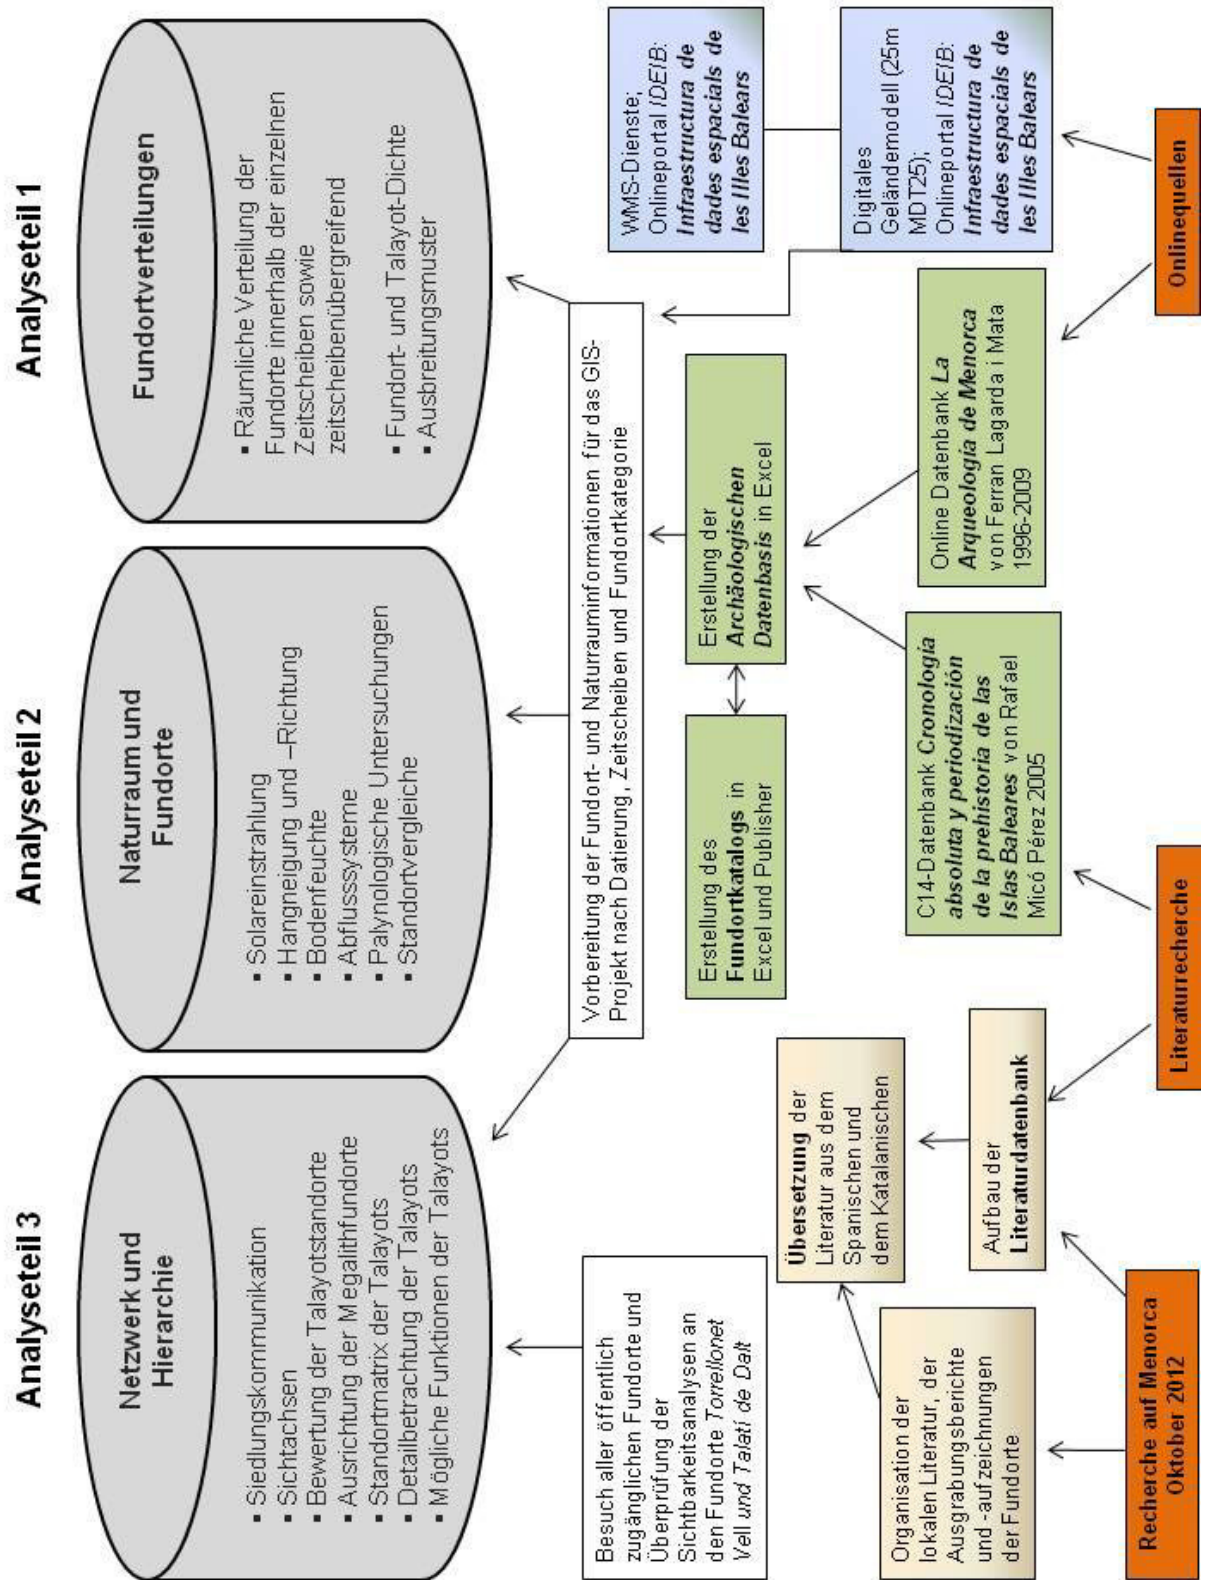 Analyseteil 3
Netzwerk und
Hierarchie
▪ Siedlungskommunikation
▪ Sichtachsen
▪ Bewertung der Talayotstandorte
▪ Ausrichtung der Megalithfundorte
▪ Standortmatrix der Talayots
▪ Detailbetrachtung der Talayots
▪ Mögliche Funktionen der Talayots
Analyseteil 2
Naturraum und
Fundorte
▪ Solareinstrahlung
▪ Hangneigung und –Richtung
▪ Bodenfeuchte
▪ Abflusssysteme
▪ Palynologische Untersuchungen
▪ Standortvergleiche
Analyseteil 1
Fundortverteilungen
▪ Räumliche Verteilung der
Fundorte innerhalb der einzelnen
Zeitscheiben sowie
zeitscheibenübergreifend
▪ Fundort- und Talayot-Dichte
▪ Ausbreitungsmuster
Besuch aller öffentlich
zugänglichen Fundorte und
Überprüfung der
Sichtbarkeitsanalysen an
den Fundorte Torrellonet
Vell und Talatí de Dalt
Vorbereitung der Fundort- und Naturrauminformationen für das GIS-
Projekt nach Datierung, Zeitscheiben und Fundortkategorie
WMS-Dienste;
Onlineportal IDEIB:
Infraestructura de
dades espacials de
les Illes Balears
Erstellung des
Fundortkatalogs in
Excel und Publisher
Erstellung der
Archäologischen
Datenbasis in Excel
Übersetzung der
Literatur aus dem
Spanischen und
dem Katalanischen
Digitales
Geländemodell (25m
MDT25);
Onlineportal IDEIB:
Infraestructura de
dades espacials de
les Illes Balears
Organisation der
lokalen Literatur, der
Ausgrabungsberichte
und -aufzeichnungen
der Fundorte
Aufbau der
Literaturdatenbank
C14-Datenbank Cronología
absoluta y periodización
de la prehistoria de las
Islas Baleares von Rafael
Micó Pérez 2005
Online Datenbank La
Arqueología de Menorca
von Ferran Lagarda i Mata
1996-2009
Recherche auf Menorca
Oktober 2012
Literaturrecherche
Onlinequellen